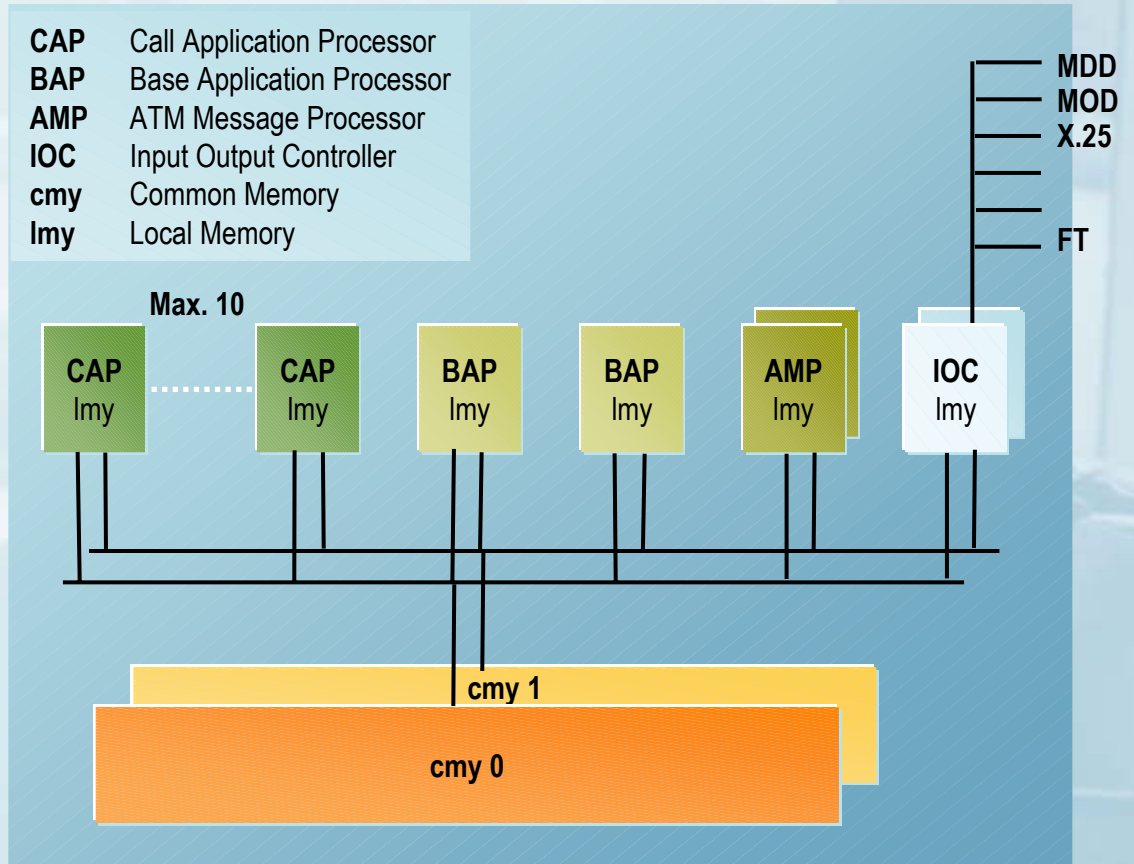 CAP Call Application Processor
BAP Base Application Processor
AMP ATM Message Processor
IOC Input Output Controller
cmy Common Memory
lmy Local Memory
MDD
MOD
X.25
FT
Max. 10
CAP
lmy
CAP
lmy
BAP
lmy
BAP
lmy
AMP
lmy
IOC
lmy
cmy 1
cmy 0